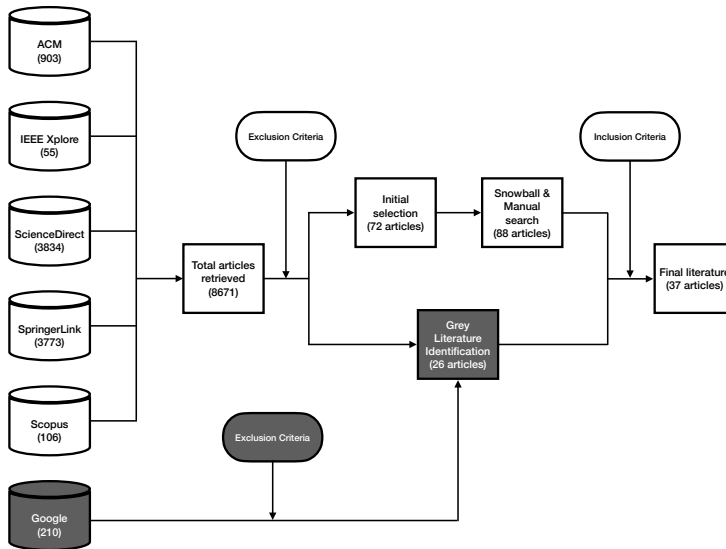 ACM
(903)
IEEE Xplore
(55)
ScienceDirect
(3834)
SpringerLink
(3773)
Scopus
(106)
Google
(210)
Total articles
retrieved
(8671)
Exclusion Criteria
Initial
selection
(72 articles)
Snowball &
Manual
search
(88 articles)
Grey
Literature
Identification
(26 articles)
Exclusion Criteria
Inclusion Criteria
Final literature
(37 articles)